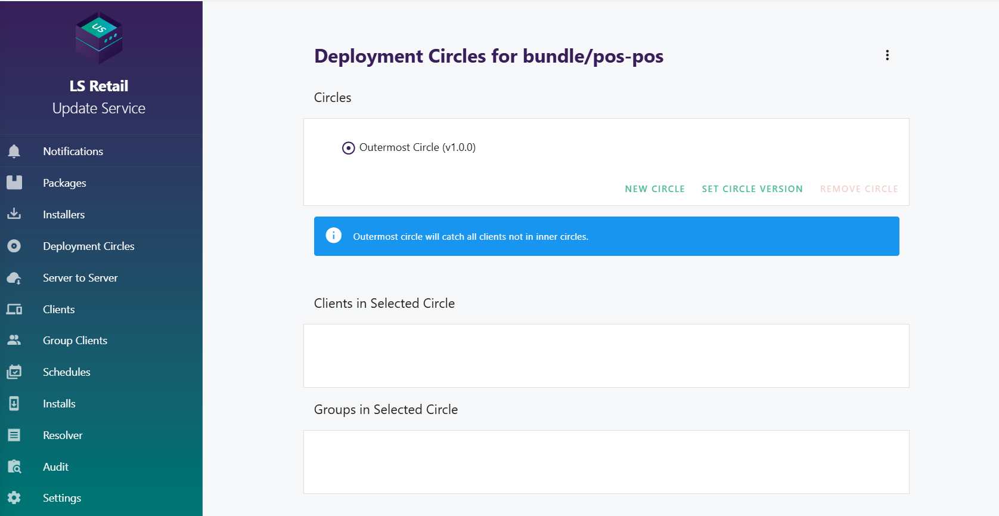 US
LS Retail
Update Service
Notifications
Packages
Installers
Deployment Circles
Server to Server
Clients
Group Clients
Schedules
Installs
Resolver
Audit
Settings
Deployment Circles for bundle/pos-pos
Circles
Outermost Circle (v1.0.0)
NEW CIRCLE SET CIRCLE VERSION REMOVE CIRCLE
Outermost circle will catch all clients not in inner circles.
Clients in Selected Circle
Groups in Selected Circle